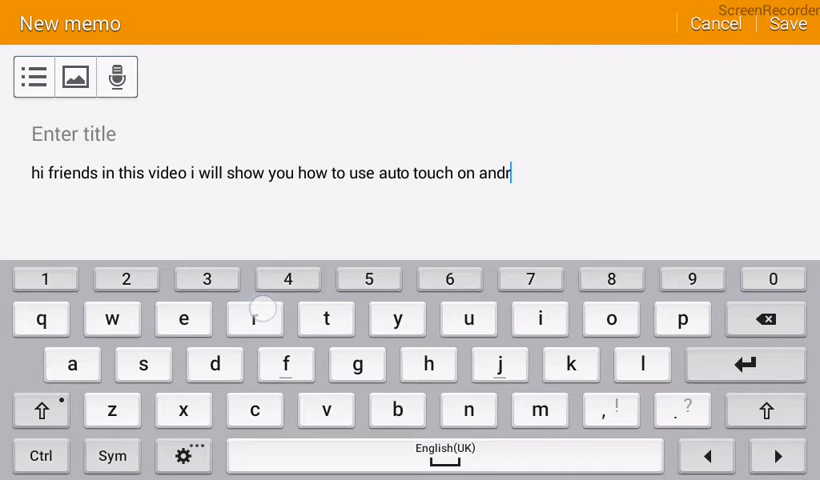 ScreenRecorder
New memo
Cancel
Save
Enter title
hi friends in this video i will show you how to use auto touch on andr
1 2 3 4 5 6 7 8 9 0
q w e r t y u i o p
a s d f g h j k l
z x c v b n m , ! . ?
Ctrl Sym English(UK)